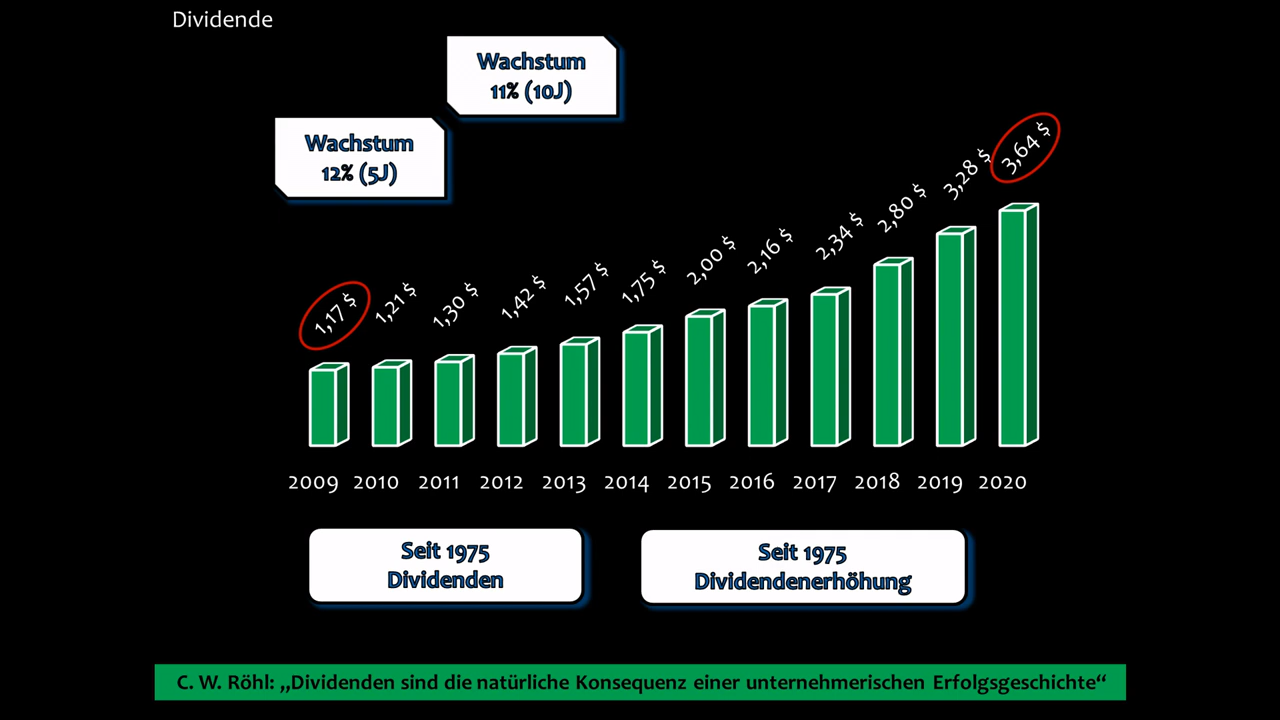 Dividende
Wachstum
11% (10J)
Wachstum
12% (5J)
1,17 $
1,21 $
1,30 $
1,42 $
1,57 $
1,75 $
2,00 $
2,16 $
2,34 $
2,80 $
3,28 $
3,64 $
2009 2010 2011 2012 2013 2014 2015 2016 2017 2018 2019 2020
Seit 1975
Dividenden
Seit 1975
Dividendenerhöhung
C. W. Röhl: „Dividenden sind die natürliche Konsequenz einer unternehmerischen Erfolgsgeschichte“